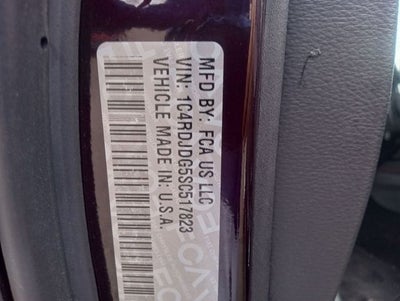 MFD BY: FCA US LLC
VIN: 1C4RDJDG5SC517823
VEHICLE MADE IN: U.S.A.